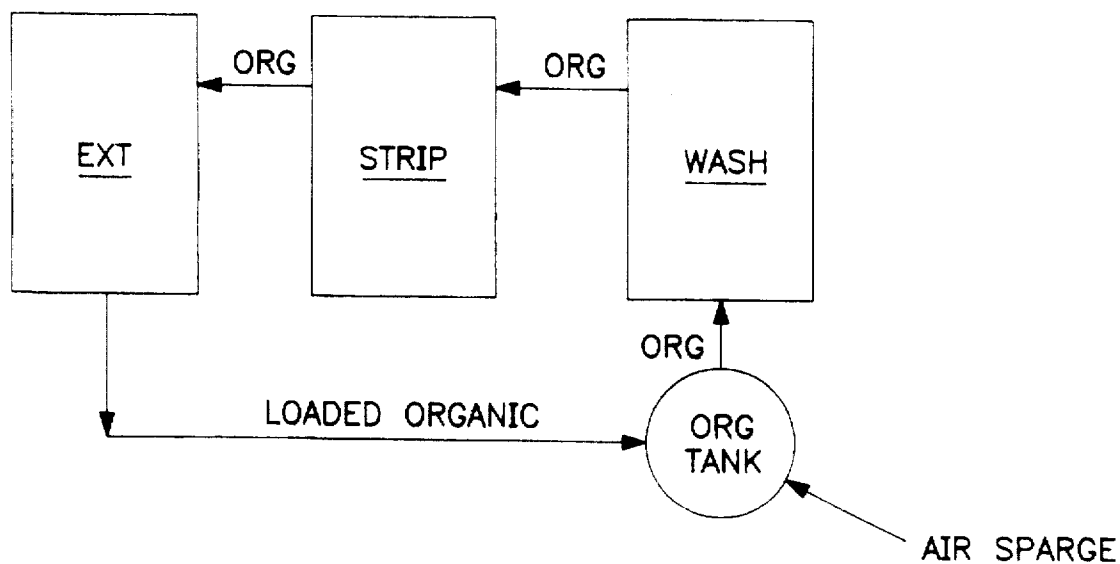 ORG
ORG
EXT
STRIP
WASH
ORG
LOADED ORGANIC
ORG
TANK
AIR SPARGE